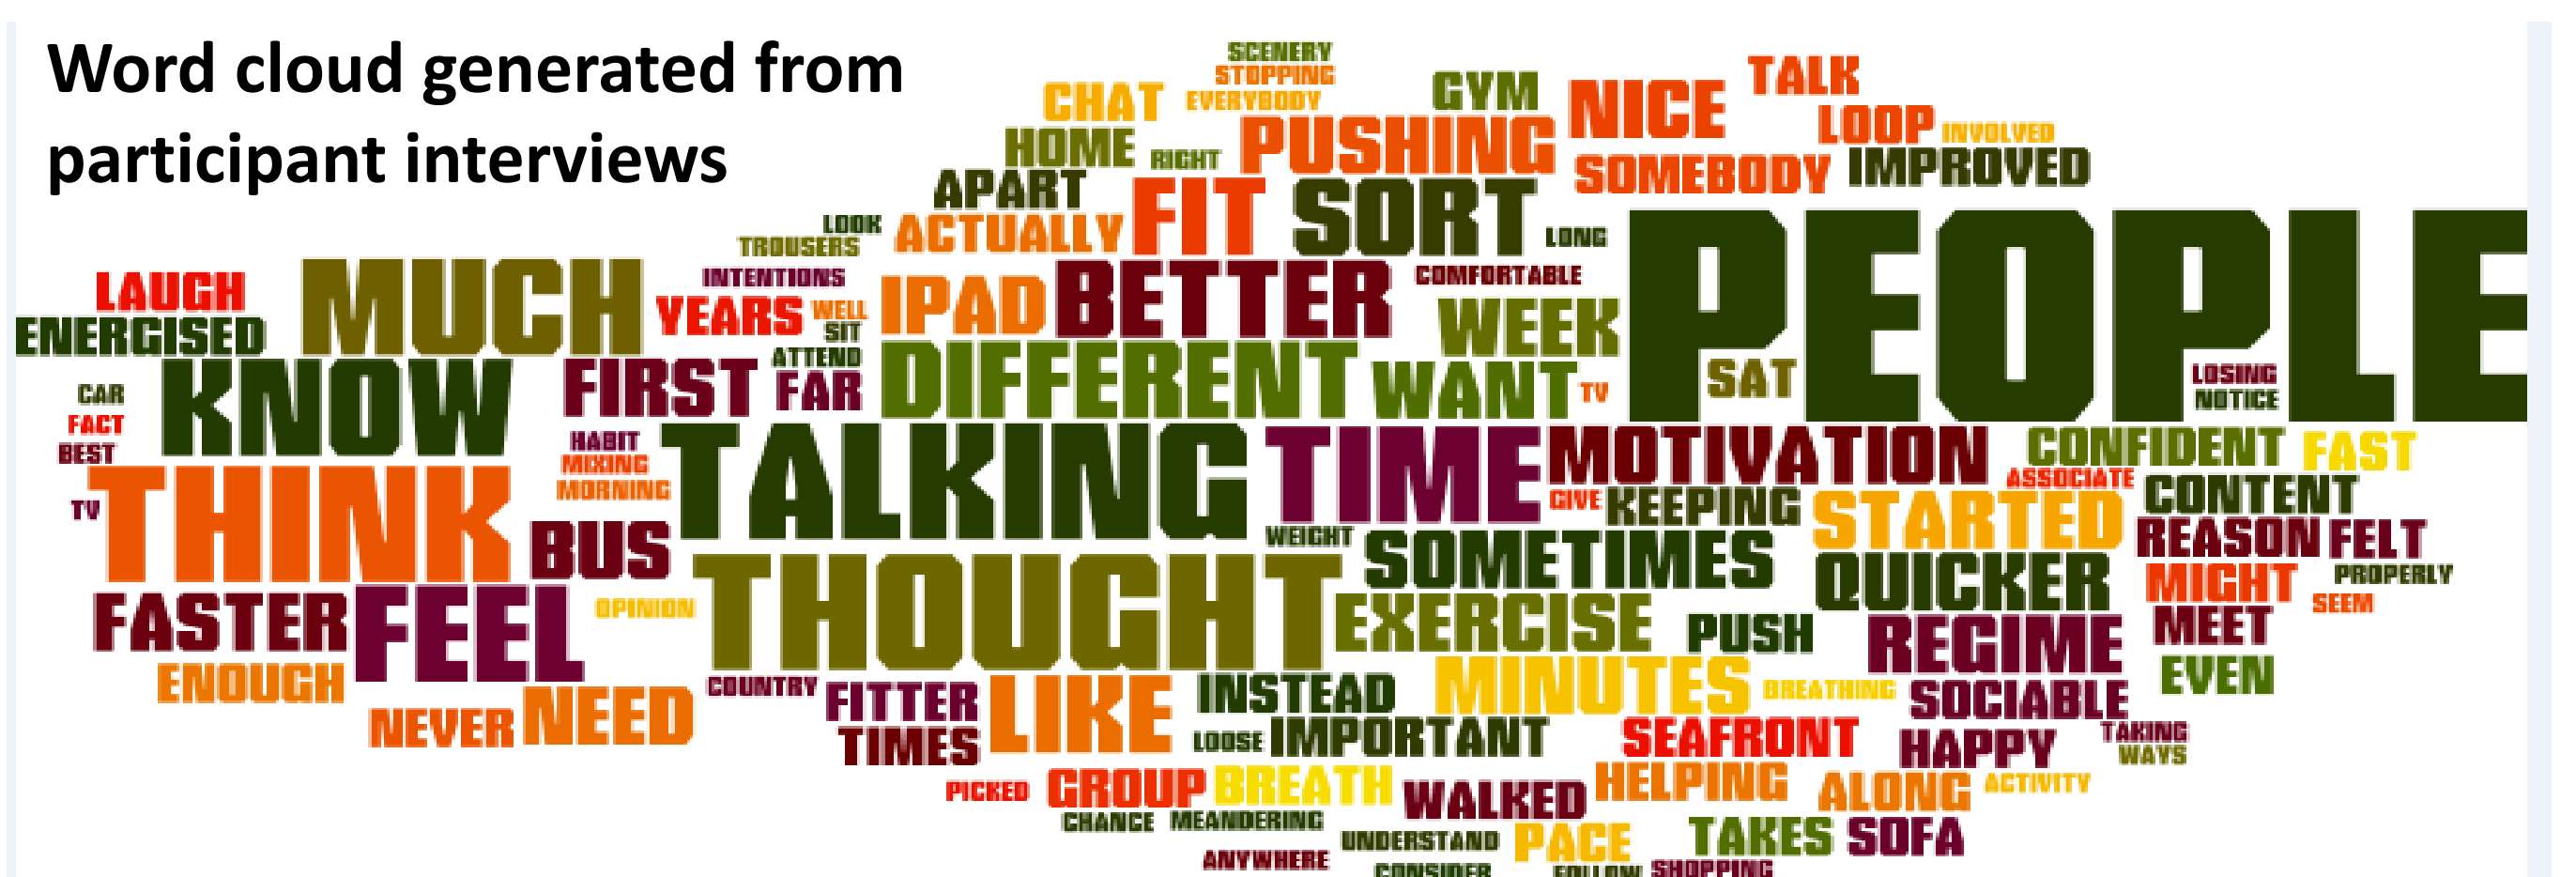 Word cloud generated from
participant interviews
SCENERY
STOPPING
EVERYBODY
CHAT
GYM
NICE
TALK
LOOP
INVOLVED
HOME
RIGHT
PUSHING
SOMEBODY
IMPROVED
APART
FIT
SORT
LOOK
ACTUALLY
LONG
TROUSERS
PEOPLE
LAUGH
MUCH
INTENTIONS
YEARS
WELL
SIT
IPAD
BETTER
COMFORTABLE
WEEK
ENERGISED
KNOW
FIRST
ATTEND
FAR
DIFFERENT
WANT
TV
SAT
LOSING
NOTICE
CAR
FACT
BEST
HABIT
MIXING
MORNING
TALKING
TIME
MOTIVATION
CONFIDENT
FAST
ASSOCIATE
TV
THINK
GIVE
KEEPING
STARTED
CONTENT
BUS
WEIGHT
SOMETIMES
REASON
FELT
QUICKER
MIGHT
PROPERLY
SEEM
FASTER
FEEL
OPINION
THOUGHT
EXERCISE
PUSH
REGIME
MEET
ENOUGH
NEED
COUNTRY
FITTER
LIKE
INSTEAD
MINUTES
BREATHING
SOCIABLE
EVEN
NEVER
TIMES
LOOSE
IMPORTANT
SEAFRONT
HAPPY
TAKING
WAYS
PICKED
GROUP
BREATH
WALKED
HELPING
ALONG
ACTIVITY
CHANCE
MEANDERING
UNDERSTAND
PACE
TAKES
SOFA
ANYWHERE
CONSIDER
FOLLOW
SHOPPING